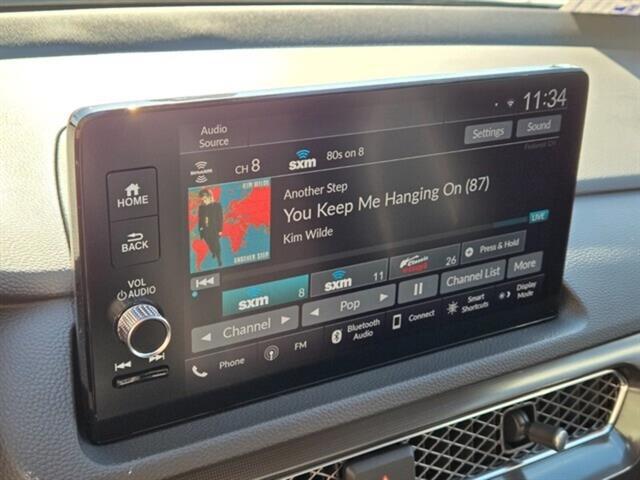 11:34
Audio
Source
Settings
Sound
CH 8
sxm
80s on 8
KIM WILDE
ANOTHER STEP
Another Step
You Keep Me Hanging On (87)
Kim Wilde
LIVE
HOME
BACK
VOL
AUDIO
sxm 8
sxm 11
26
Press & Hold
Channel
Pop
Channel List
More
Phone
FM
Bluetooth
Audio
Connect
Smart
Shortcuts
Display
Mode